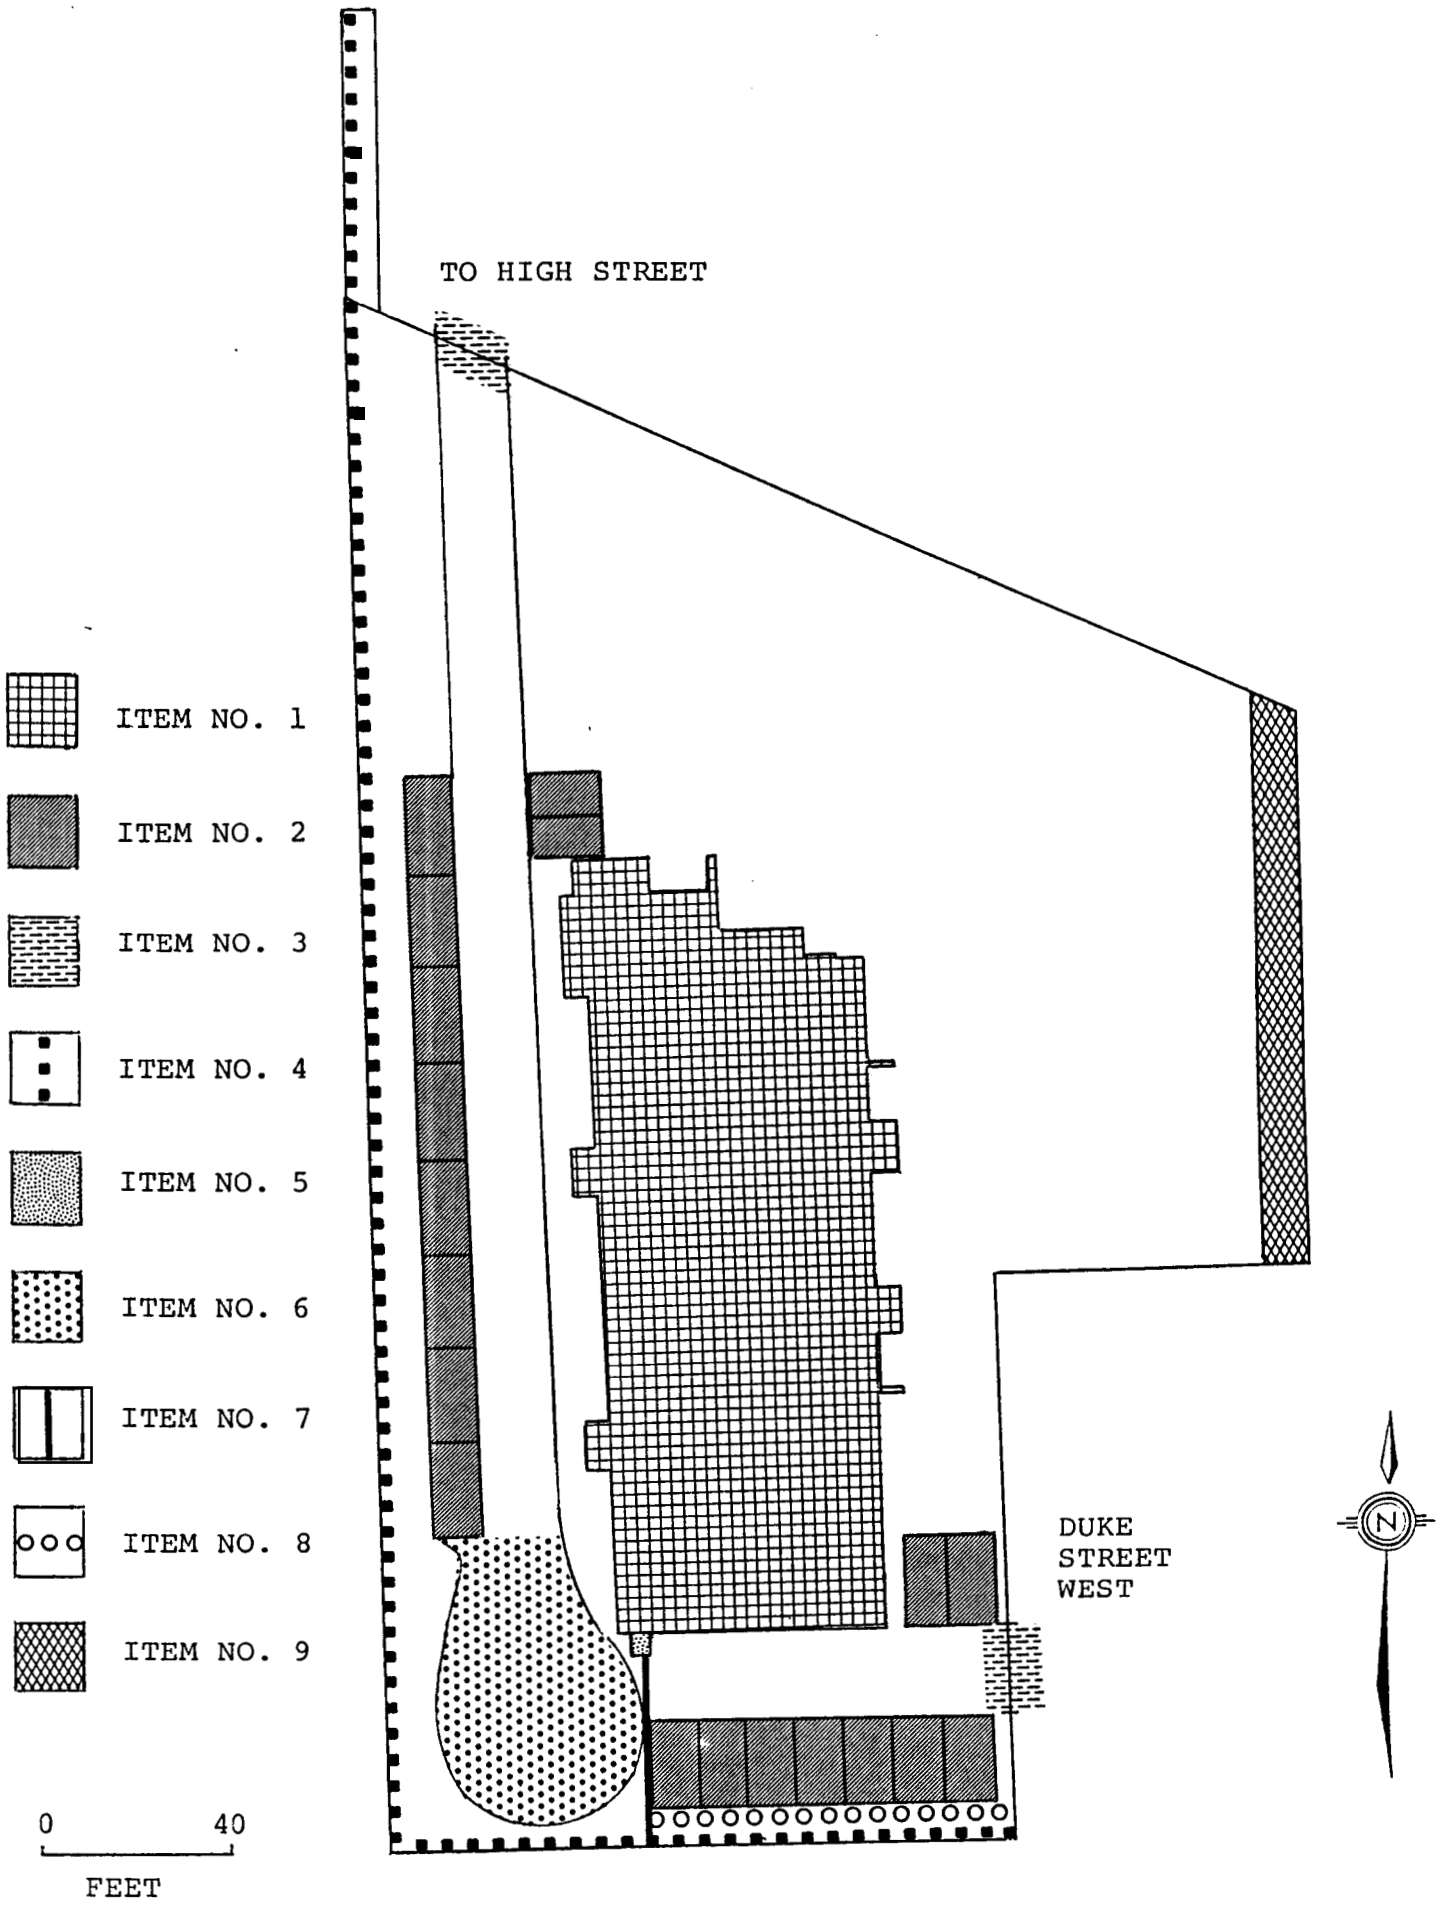 TO HIGH STREET
ITEM NO. 1
ITEM NO. 2
ITEM NO. 3
ITEM NO. 4
ITEM NO. 5
ITEM NO. 6
ITEM NO. 7
ITEM NO. 8
ITEM NO. 9
DUKE
STREET
WEST
N
0 40
FEET